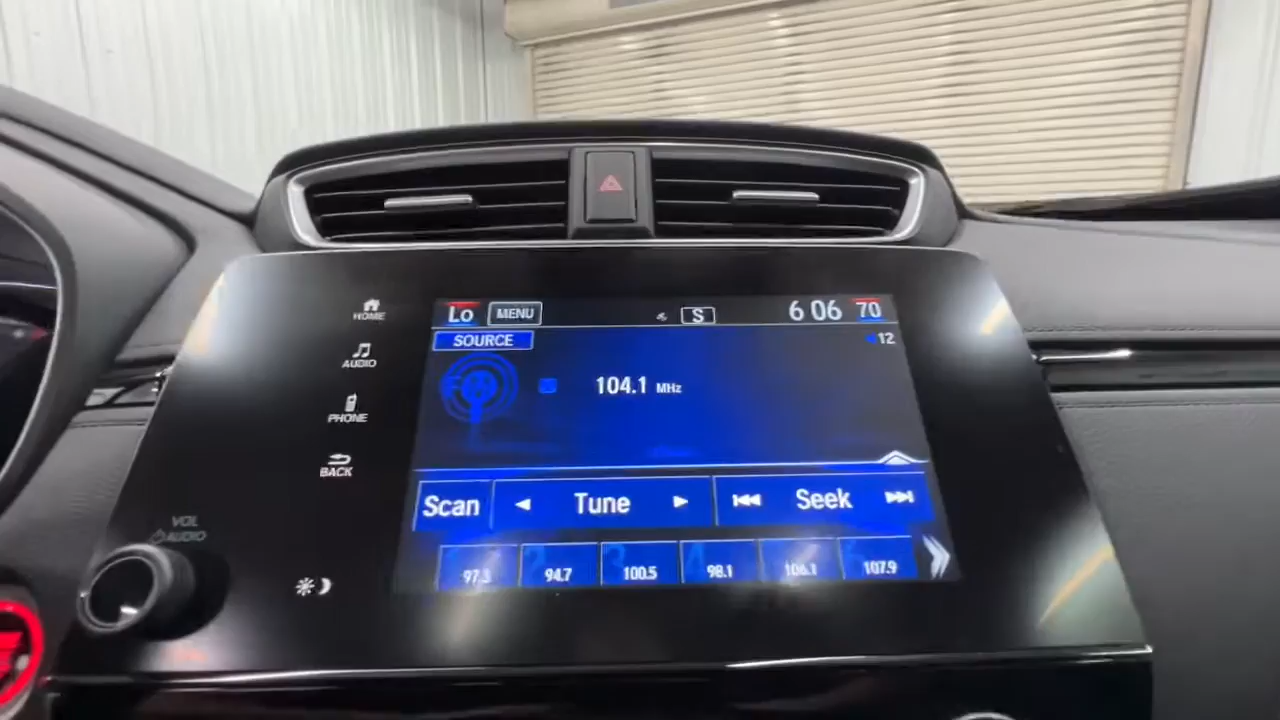 HOME
AUDIO
PHONE
BACK
VOL
AUDIO
Lo MENU S 6 06 70
SOURCE
12
104.1 MHz
Scan Tune Seek
97.3 94.7 100.5 98.1 106.1 107.9